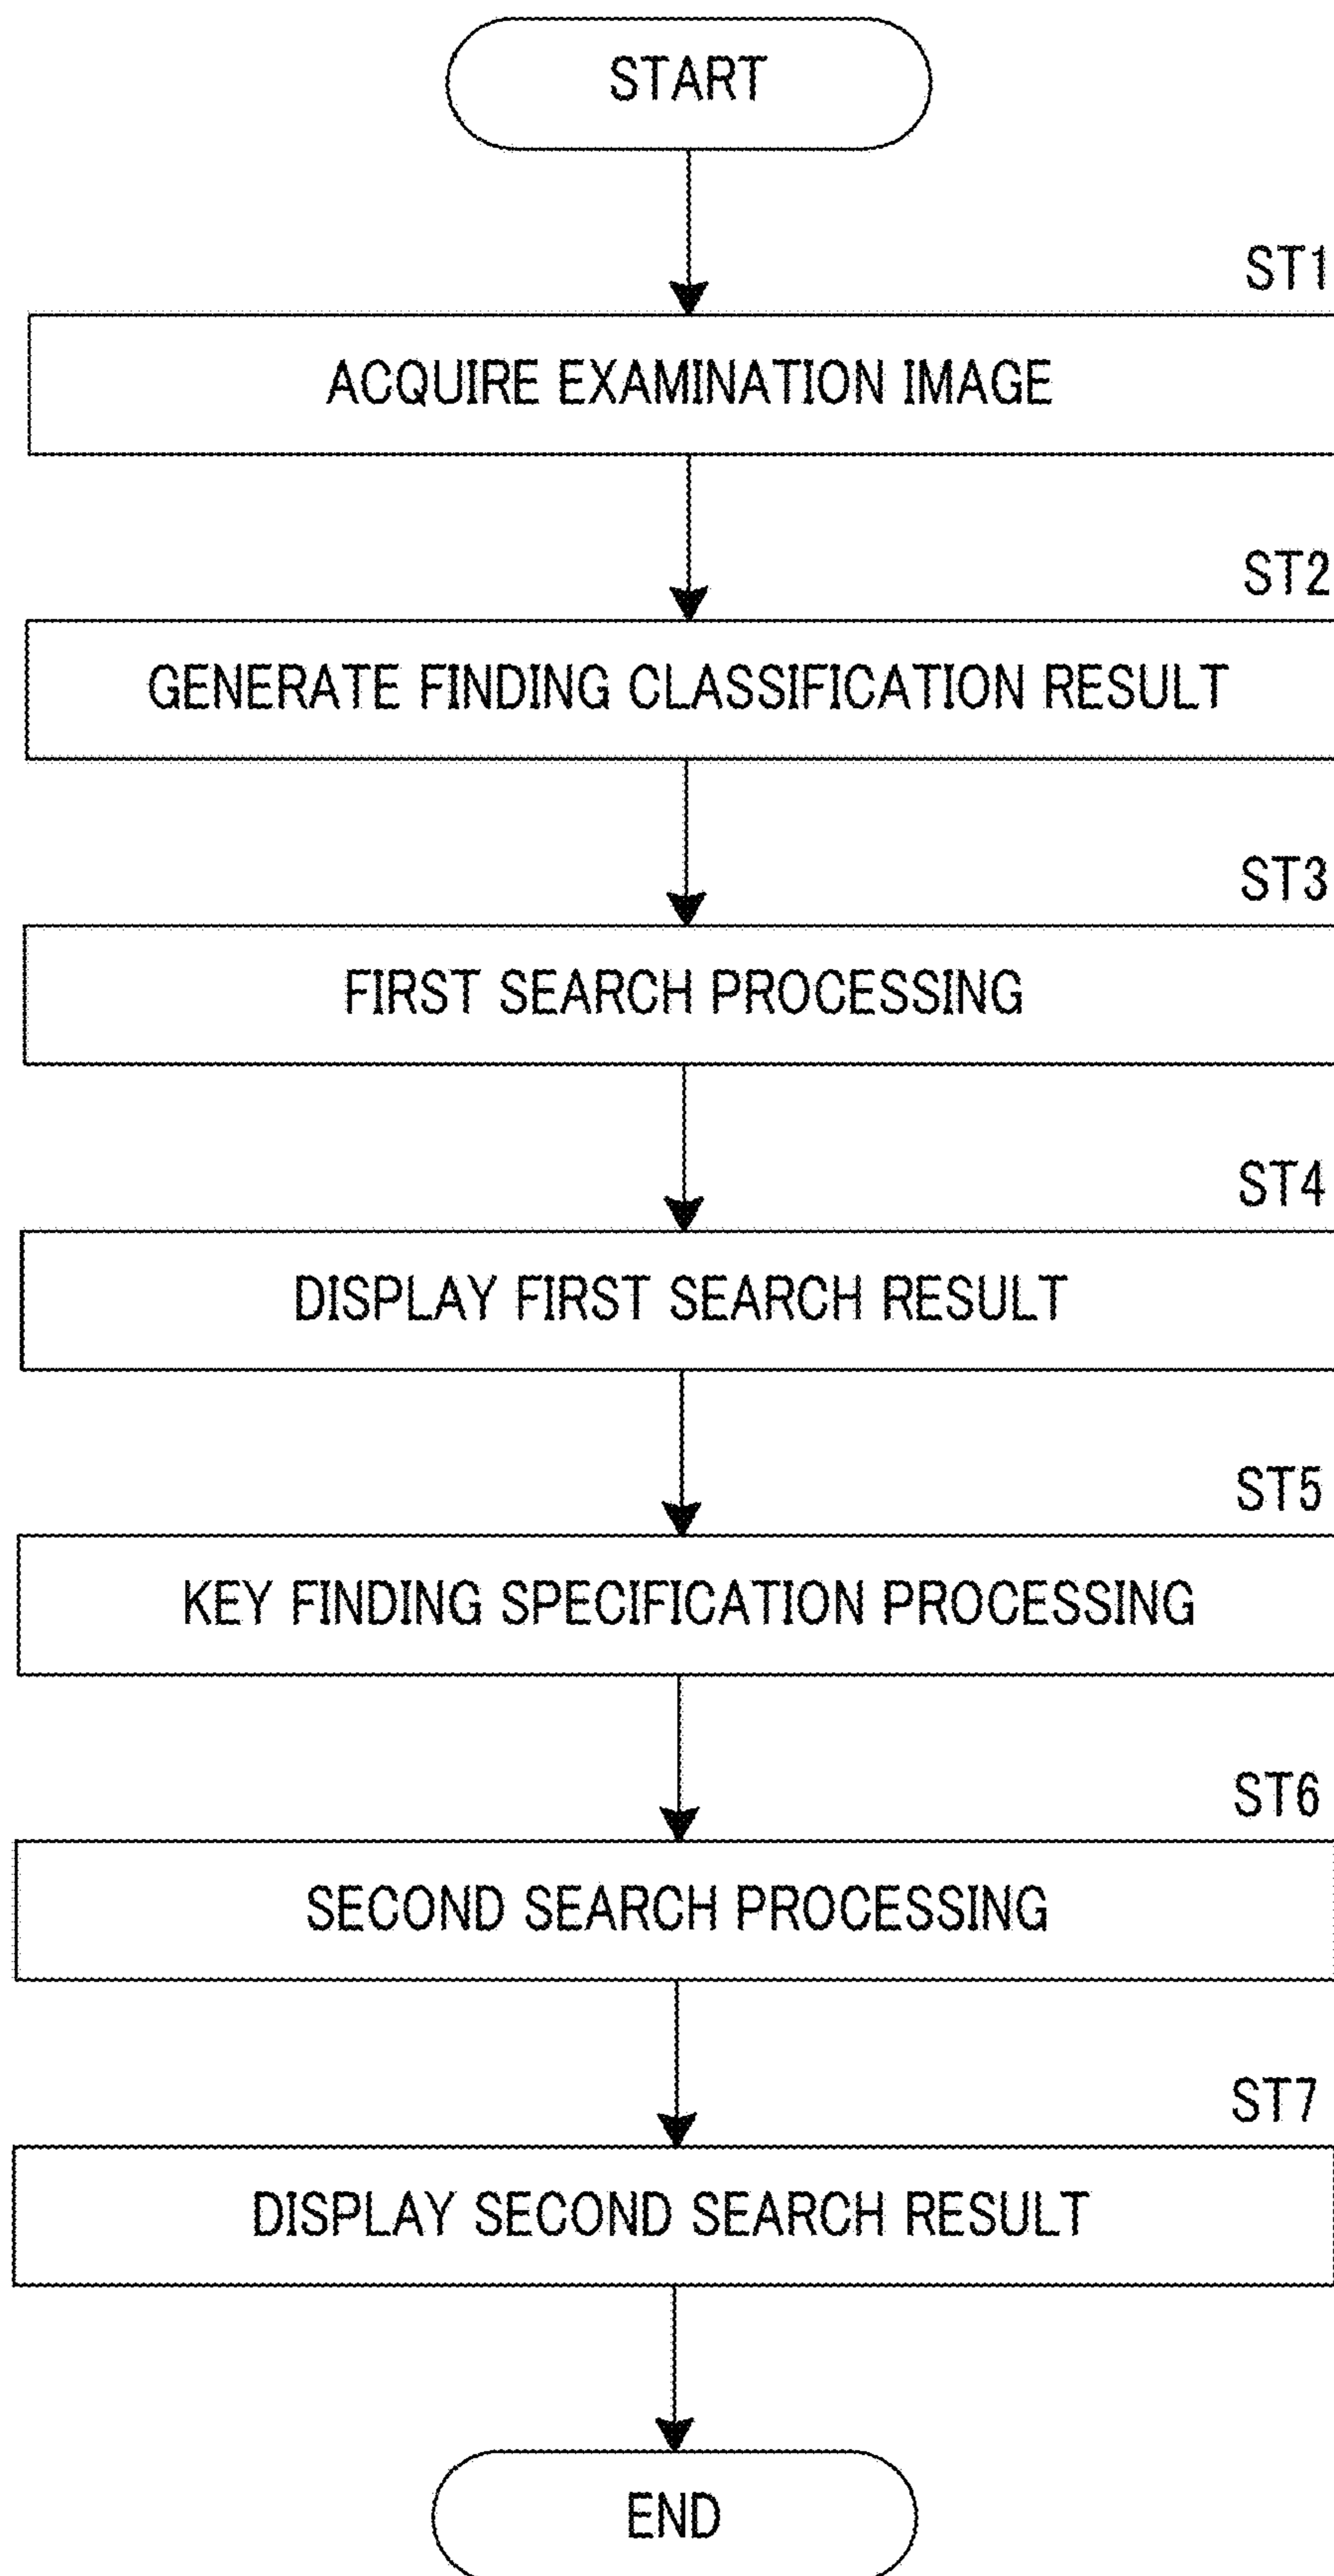 START
ST1
ACQUIRE EXAMINATION IMAGE
ST2
GENERATE FINDING CLASSIFICATION RESULT
ST3
FIRST SEARCH PROCESSING
ST4
DISPLAY FIRST SEARCH RESULT
ST5
KEY FINDING SPECIFICATION PROCESSING
ST6
SECOND SEARCH PROCESSING
ST7
DISPLAY SECOND SEARCH RESULT
END